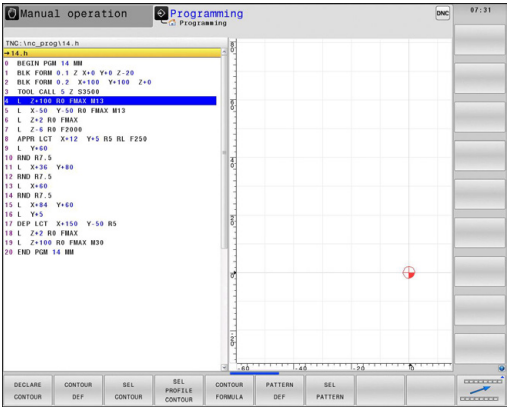 Manual operation
Programming
Programming
DNC
07:31
TNC:\nc_prog\14.h
→14.h
0 BEGIN PGM 14 MM
1 BLK FORM 0.1 Z X+0 Y+0 Z-20
2 BLK FORM 0.2 X+100 Y+100 Z+0
3 TOOL CALL 5 Z S3500
4 L Z+100 R0 FMAX M13
5 L X-50 Y-50 R0 FMAX M13
6 L Z+2 R0 FMAX
7 L Z-6 R0 F2000
8 APPR LCT X+12 Y+5 R5 RL F250
9 L Y+60
10 RND R7.5
11 L X+36 Y+80
12 RND R7.5
13 L X+60
14 RND R7.5
15 L X+84 Y+60
16 L Y+5
17 DEP LCT X+150 Y-50 R5
18 L Z+2 R0 FMAX
19 L Z+100 R0 FMAX M30
20 END PGM 14 MM
-60 -40 -20 0
DECLARE CONTOUR
CONTOUR DEF
SEL CONTOUR
SEL PROFILE CONTOUR
CONTOUR FORMULA
PATTERN DEF
SEL PATTERN